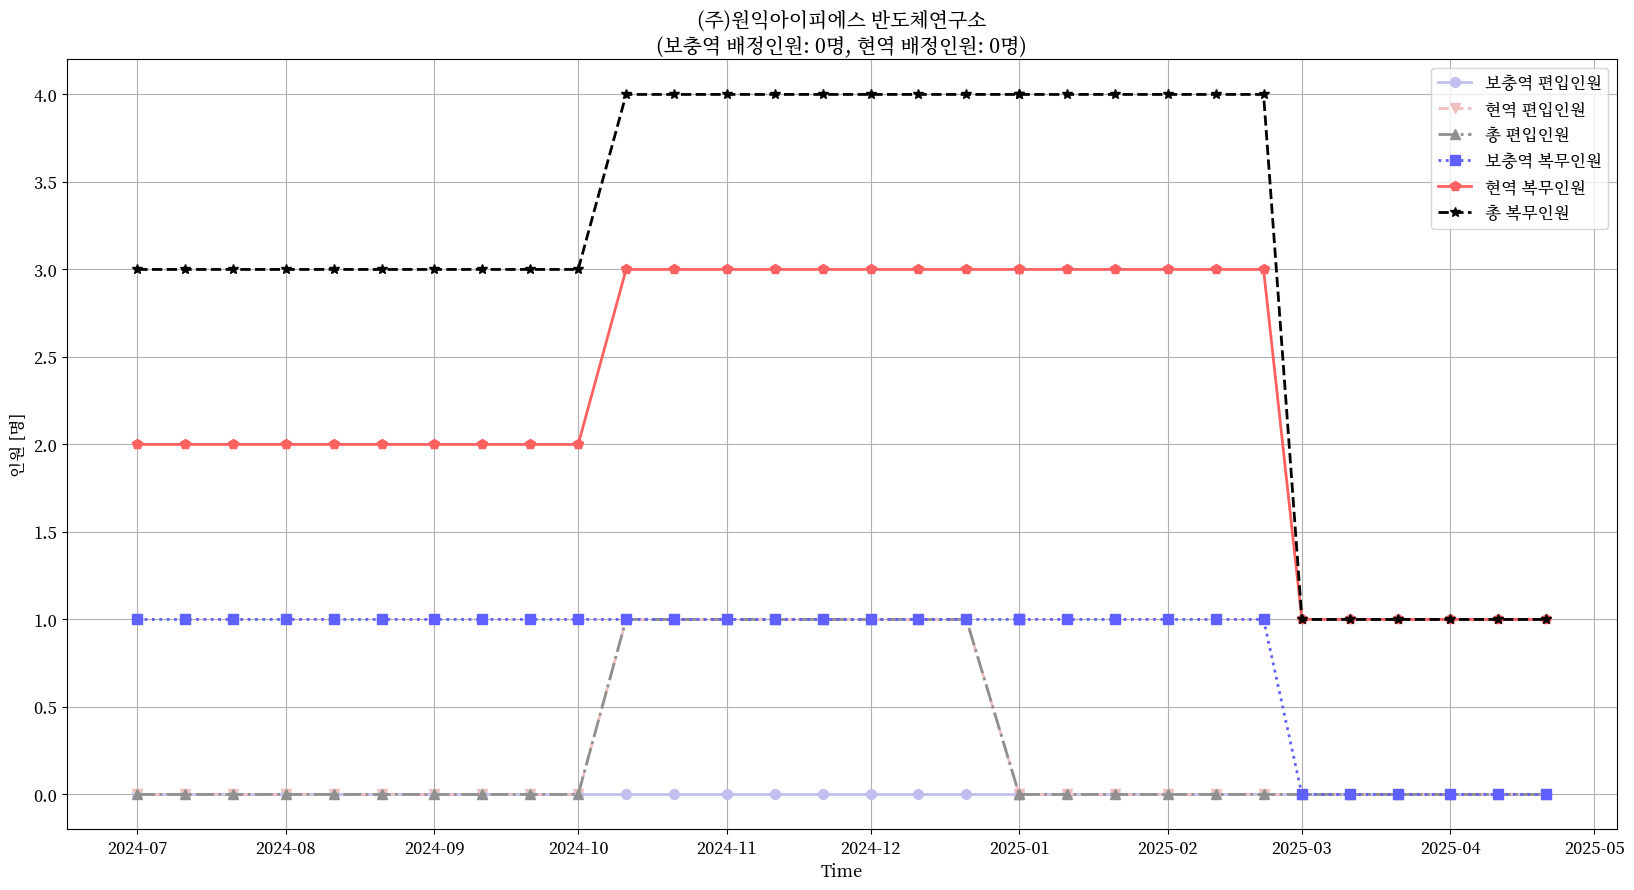 (주)원익아이피에스 반도체연구소
(보충역 배정인원: 0명, 현역 배정인원: 0명)
보충역 편입인원
현역 편입인원
총 편입인원
보충역 복무인원
현역 복무인원
총 복무인원
4.0
3.5
3.0
2.5
2.0
1.5
1.0
0.5
0.0
인원 [명]
2024-07 2024-08 2024-09 2024-10 2024-11 2024-12 2025-01 2025-02 2025-03 2025-04 2025-05
Time